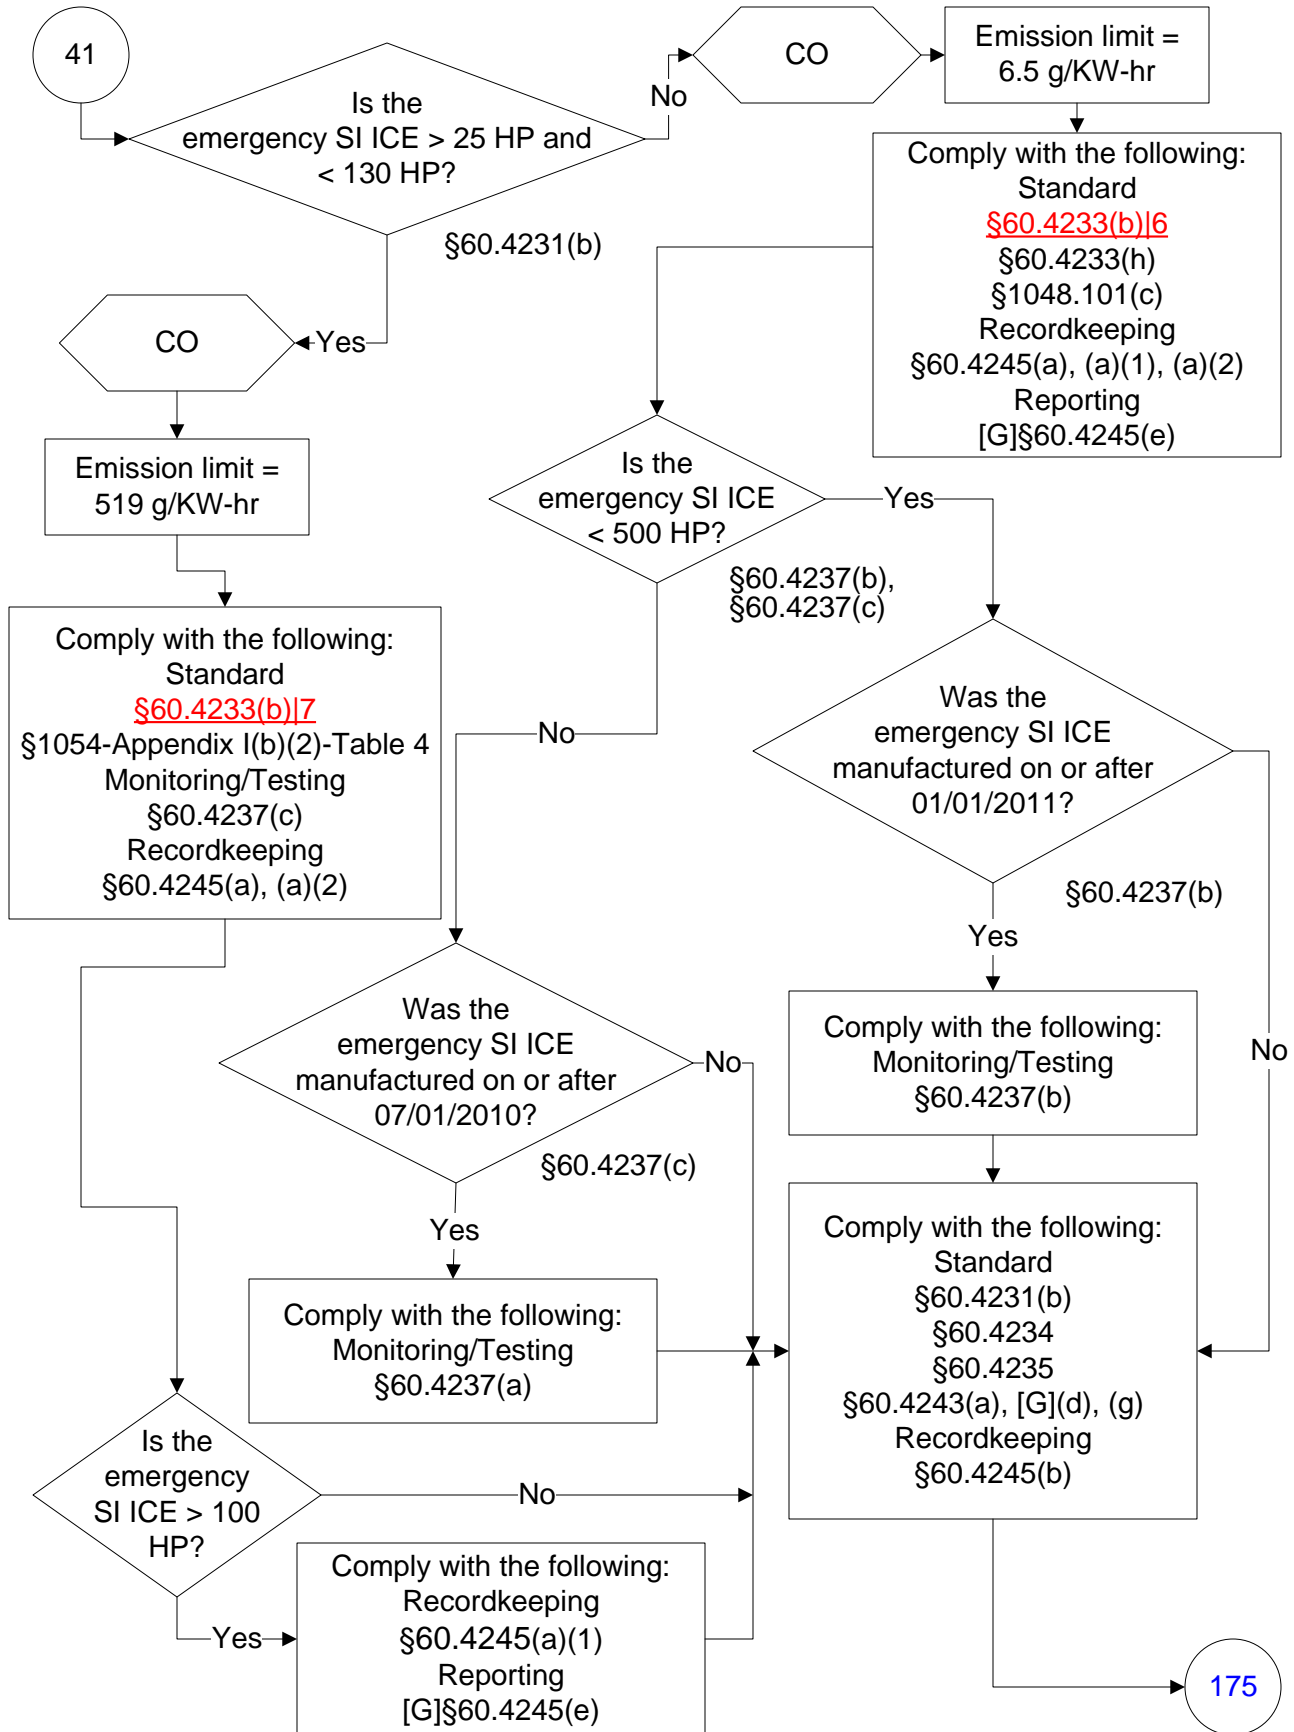 41
Is the
emergency SI ICE > 25 HP and
< 130 HP?
§60.4231(b)
No
CO
Emission limit =
6.5 g/KW-hr
Comply with the following:
Standard
§60.4233(b)|6
§60.4233(h)
§1048.101(c)
Recordkeeping
§60.4245(a), (a)(1), (a)(2)
Reporting
[G]§60.4245(e)
Yes
CO
Emission limit =
519 g/KW-hr
Comply with the following:
Standard
§60.4233(b)|7
§1054-Appendix I(b)(2)-Table 4
Monitoring/Testing
§60.4237(c)
Recordkeeping
§60.4245(a), (a)(2)
Is the
emergency SI ICE
< 500 HP?
§60.4237(b),
§60.4237(c)
Yes
No
Was the
emergency SI ICE
manufactured on or after
01/01/2011?
§60.4237(b)
Yes
No
Comply with the following:
Monitoring/Testing
§60.4237(b)
Was the
emergency SI ICE
manufactured on or after
07/01/2010?
§60.4237(c)
No
Yes
Comply with the following:
Monitoring/Testing
§60.4237(a)
Comply with the following:
Standard
§60.4231(b)
§60.4234
§60.4235
§60.4243(a), [G](d), (g)
Recordkeeping
§60.4245(b)
Is the
emergency
SI ICE > 100
HP?
No
Yes
Comply with the following:
Recordkeeping
§60.4245(a)(1)
Reporting
[G]§60.4245(e)
175